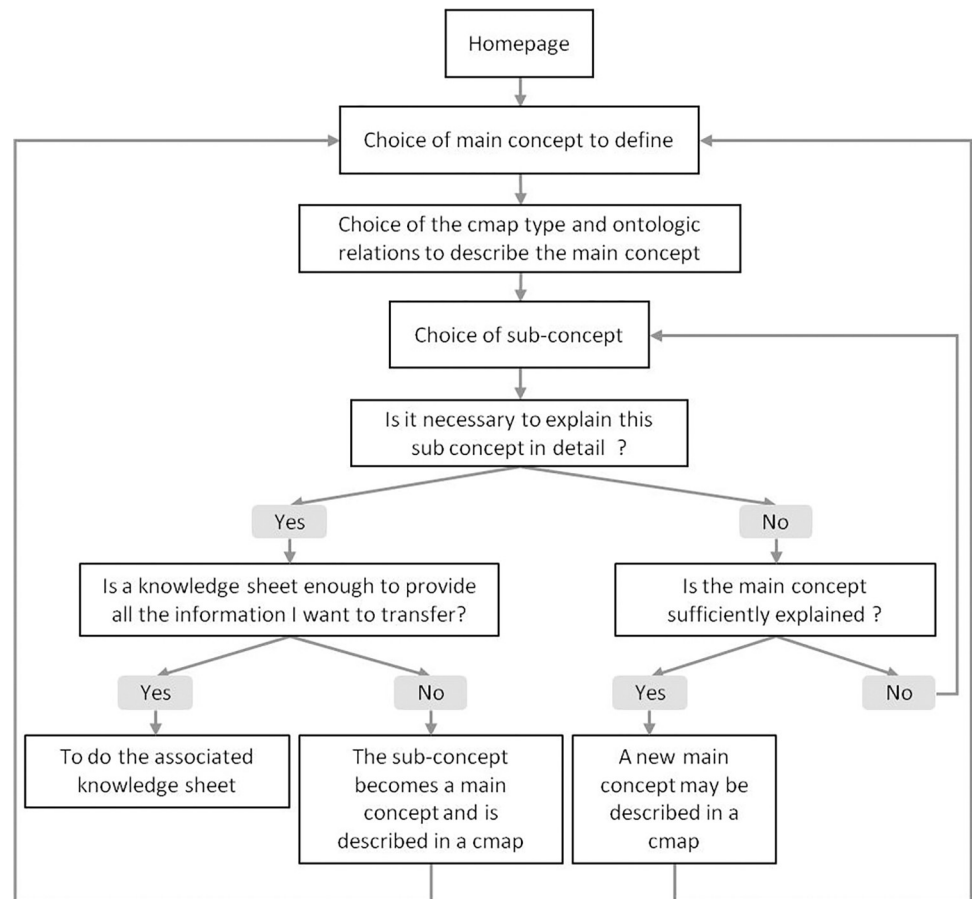 Homepage
Choice of main concept to define
Choice of the cmap type and ontologic
relations to describe the main concept
Choice of sub-concept
Is it necessary to explain this
sub concept in detail ?
Yes
No
Is a knowledge sheet enough to provide
all the information I want to transfer?
Is the main concept
sufficiently explained ?
Yes
No
Yes
No
To do the associated
knowledge sheet
The sub-concept
becomes a main
concept and is
described in a cmap
A new main
concept may be
described in a
cmap